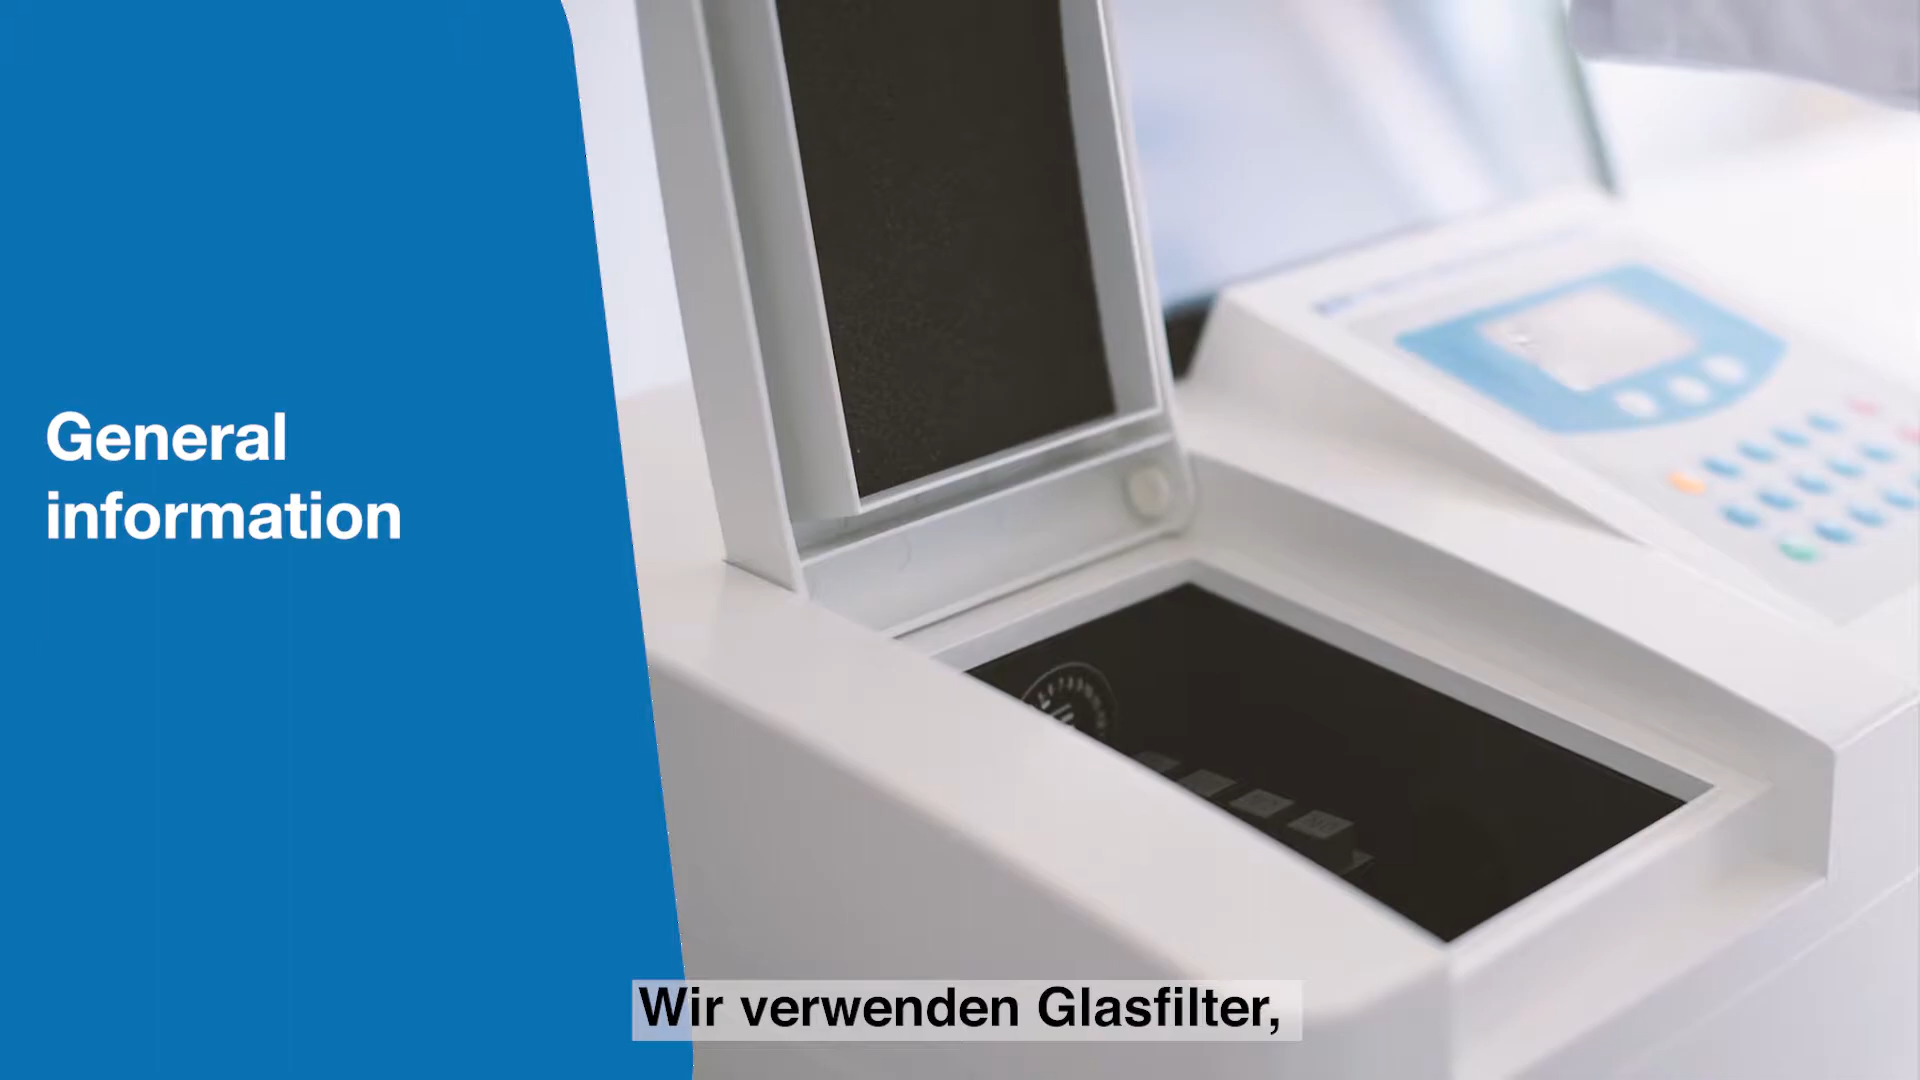 General
information
Wir verwenden Glasfilter,